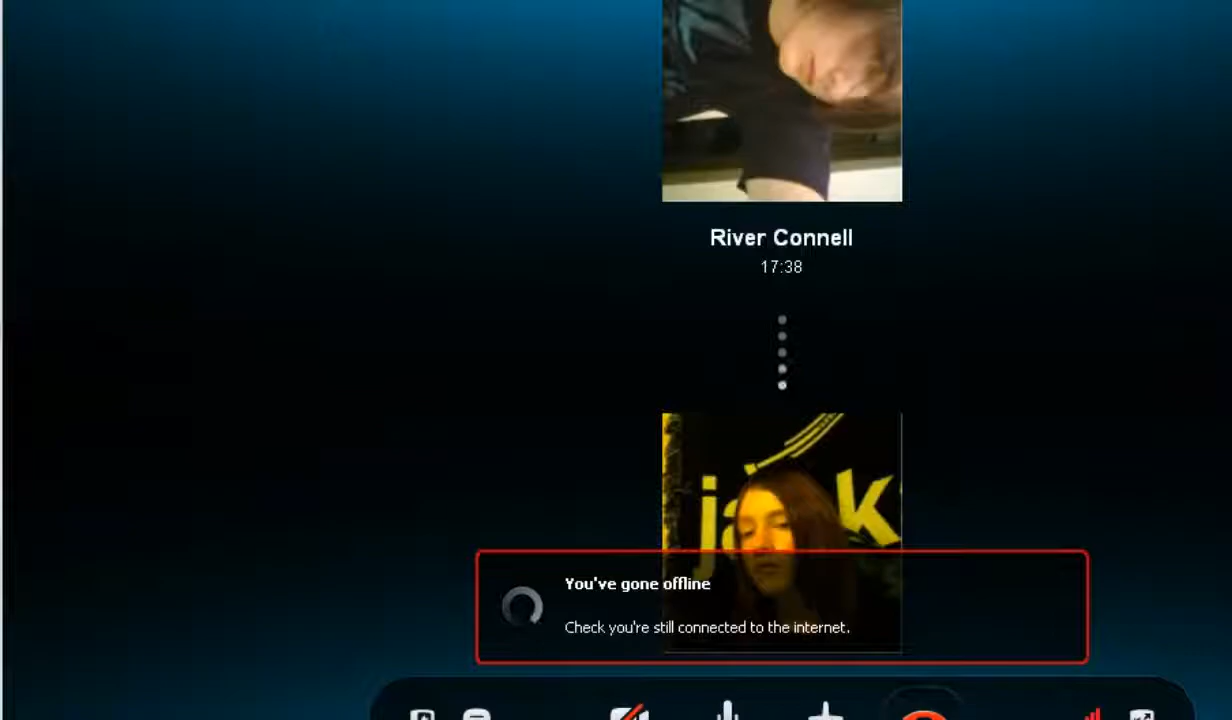 River Connell
17:38
k
You've gone offline
Check you're still connected to the internet.